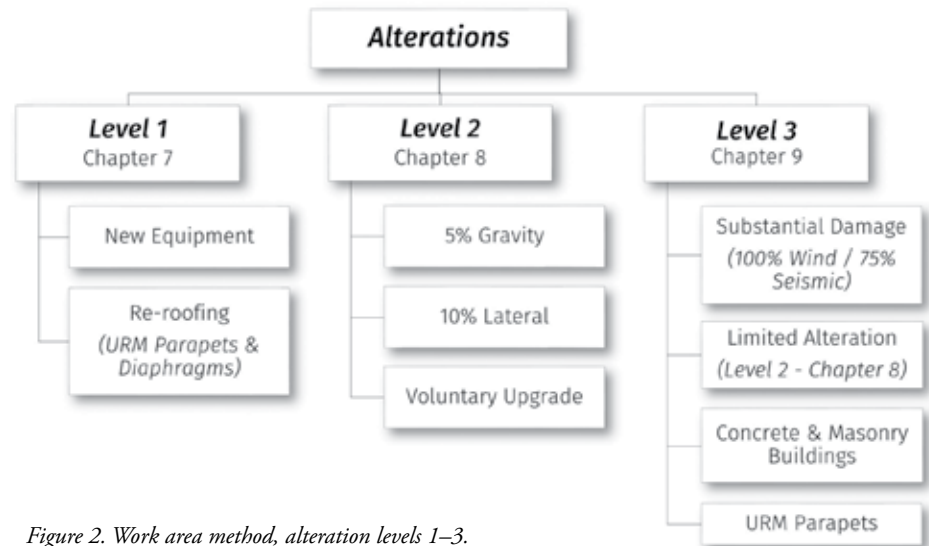 Alterations
Level 1
Chapter 7
New Equipment
Re-roofing
(URM Parapets &
Diaphragms)
Level 2
Chapter 8
5% Gravity
10% Lateral
Voluntary Upgrade
Level 3
Chapter 9
Substantial Damage
(100% Wind / 75%
Seismic)
Limited Alteration
(Level 2 - Chapter 8)
Concrete & Masonry
Buildings
URM Parapets
Figure 2. Work area method, alteration levels 1–3.